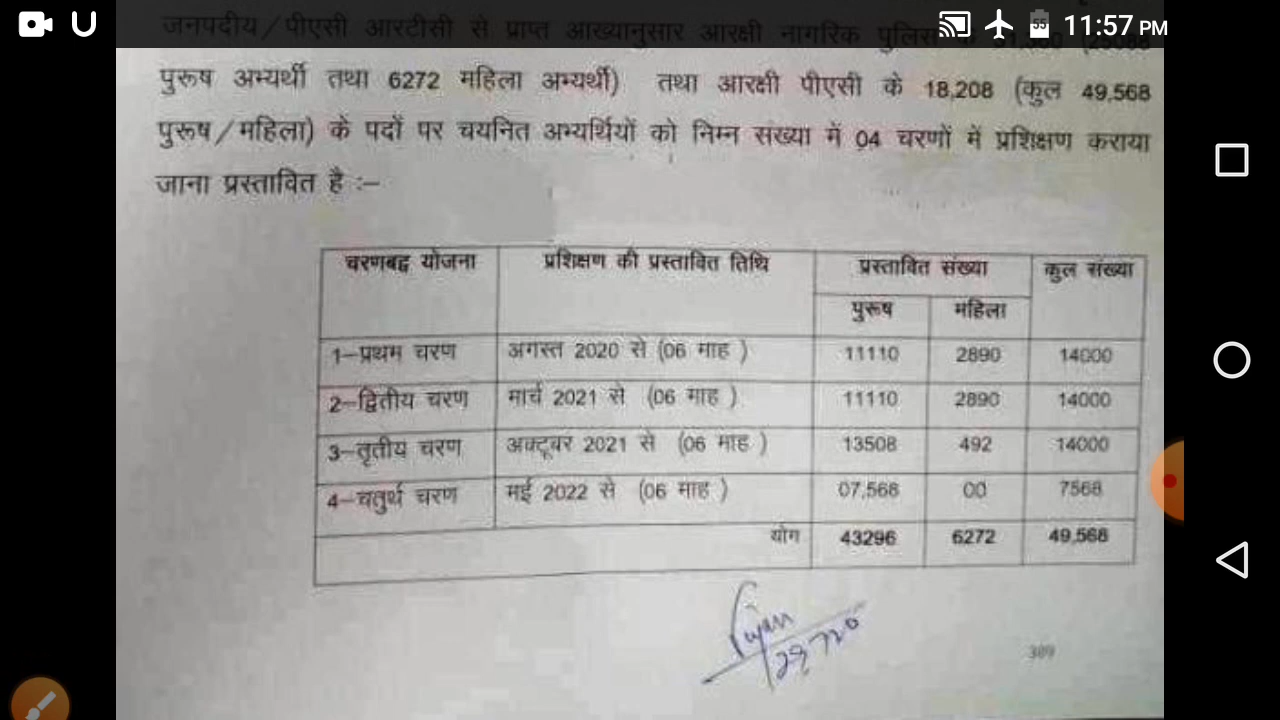 55 11:57 PM
जनपदीय/पीएसी आरटीसी से प्राप्त आख्यानुसार आरक्षी नागरिक पुलिस
पुरूष अभ्यर्थी तथा 6272 महिला अभ्यर्थी) तथा आरक्षी पीएसी के 18,208 (कुल 49,568
पुरूष/महिला) के पदों पर चयनित अभ्यर्थियों को निम्न संख्या में 04 चरणों में प्रशिक्षण कराया
जाना प्रस्तावित है :–
चरणबद्व योजना प्रशिक्षण की प्रस्तावित तिथि प्रस्तावित संख्या कुल संख्या
पुरूष महिला
1–प्रथम चरण अगस्त 2020 से (06 माह ) 11110 2890 14000
2–द्वितीय चरण मार्च 2021 से (06 माह ) 11110 2890 14000
3–तृतीय चरण अक्टूबर 2021 से (06 माह ) 13508 492 14000
4–चतुर्थ चरण मई 2022 से (06 माह ) 07,568 00 7568
योग 43296 6272 49,568
309